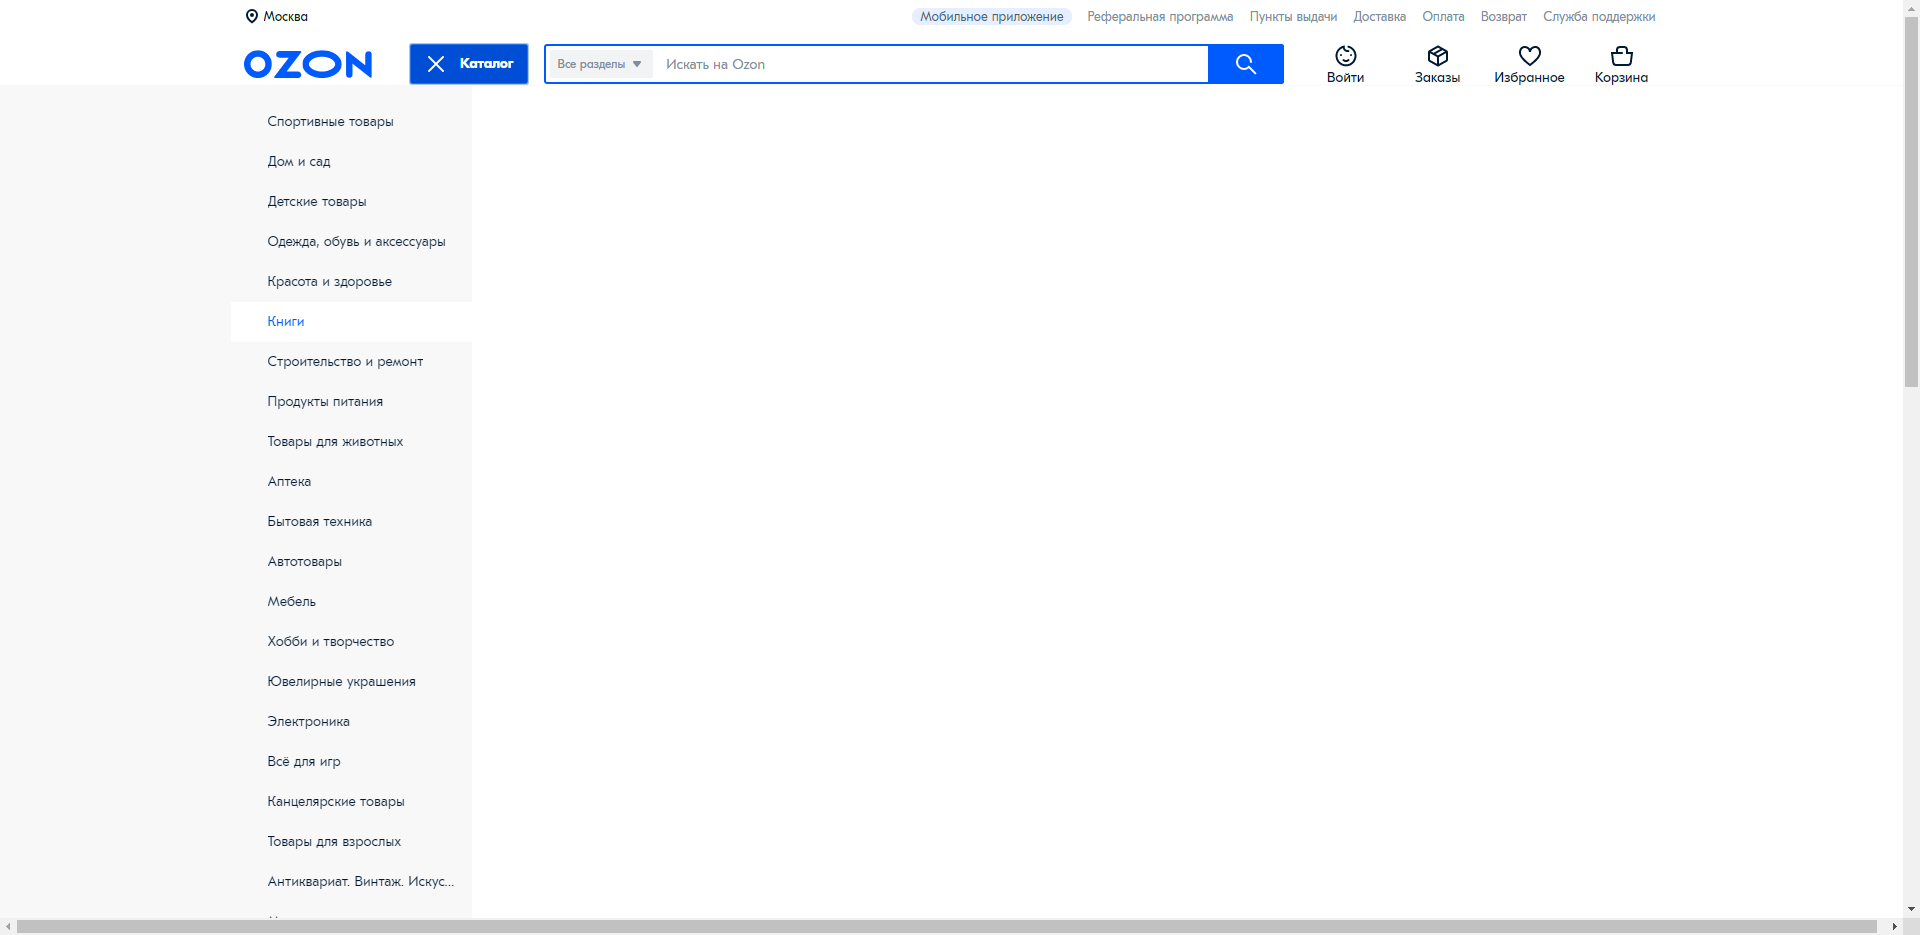 Москва
Мобильное приложение Реферальная программа Пункты выдачи Доставка Оплата Возврат Служба поддержки
OZON
Каталог
Все разделы
Искать на Ozon
Войти
Заказы
Избранное
Корзина
Спортивные товары
Дом и сад
Детские товары
Одежда, обувь и аксессуары
Красота и здоровье
Книги
Строительство и ремонт
Продукты питания
Товары для животных
Аптека
Бытовая техника
Автотовары
Мебель
Хобби и творчество
Ювелирные украшения
Электроника
Всё для игр
Канцелярские товары
Товары для взрослых
Антиквариат. Винтаж. Искус...